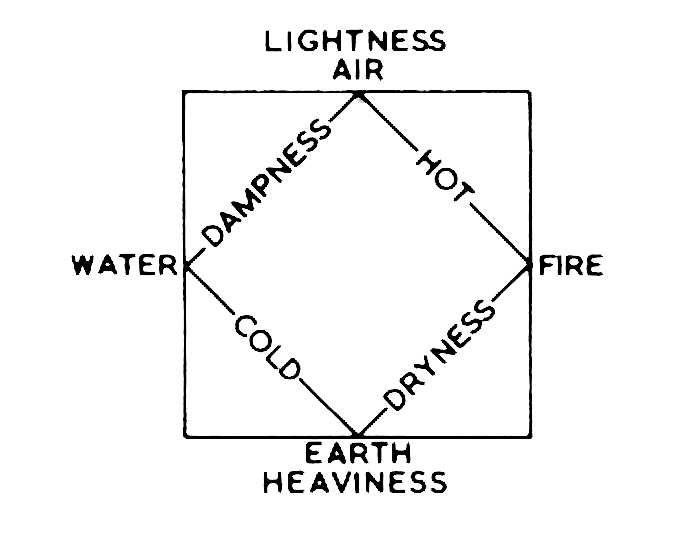 LIGHTNESS
AIR
DAMPNESS
HOT
WATER
FIRE
COLD
DRYNESS
EARTH
HEAVINESS